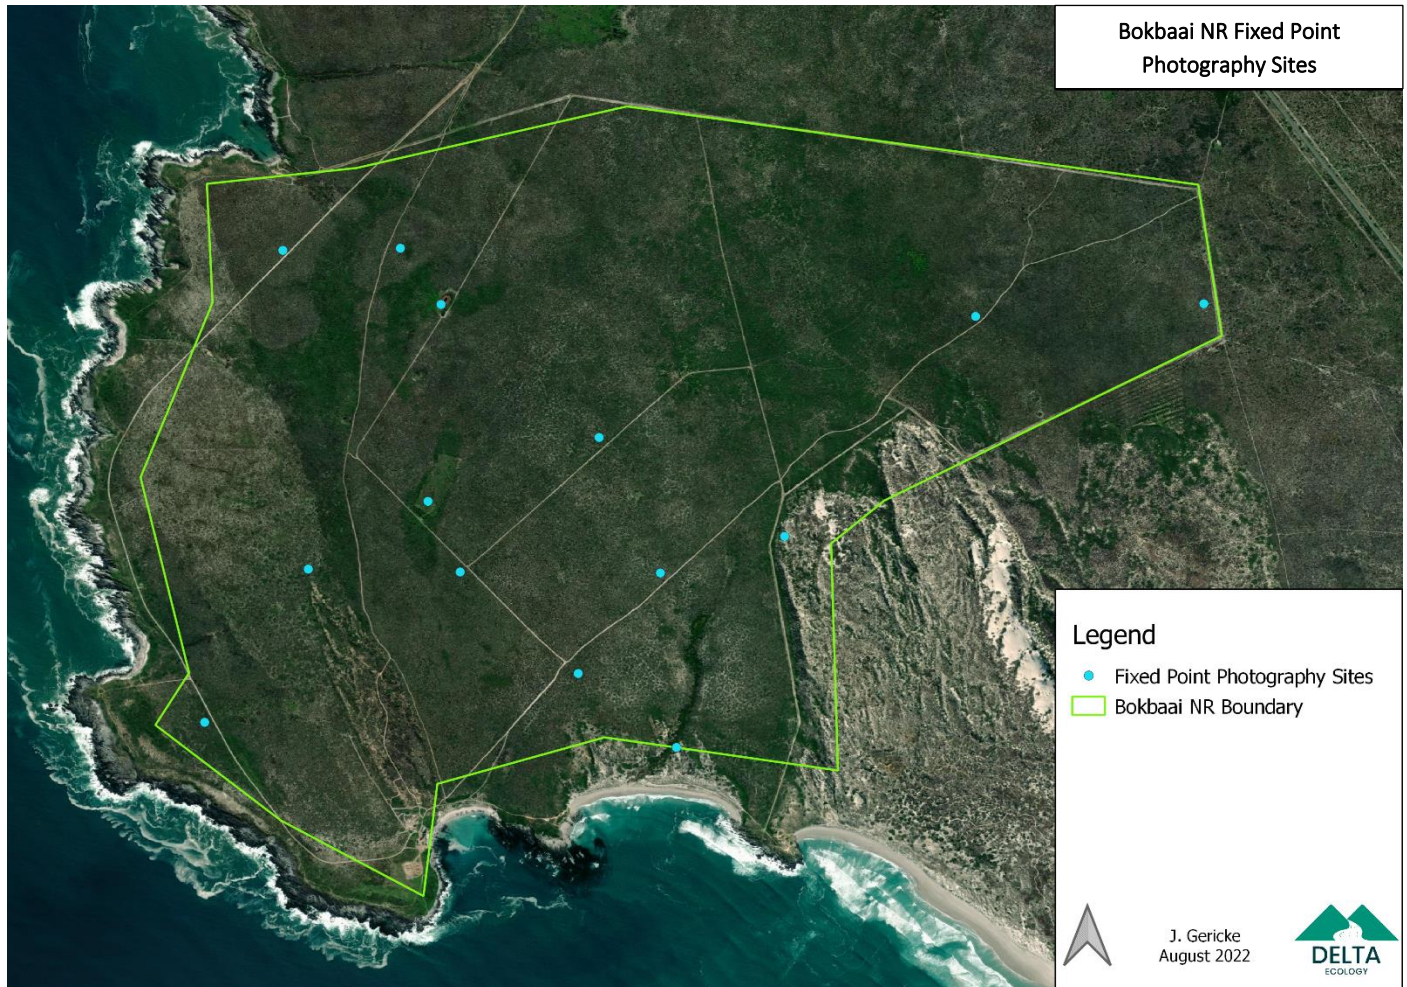 Bokbaai NR Fixed Point
Photography Sites
Legend
Fixed Point Photography Sites
Bokbaai NR Boundary
J. Gericke
August 2022
DELTA
ECOLOGY